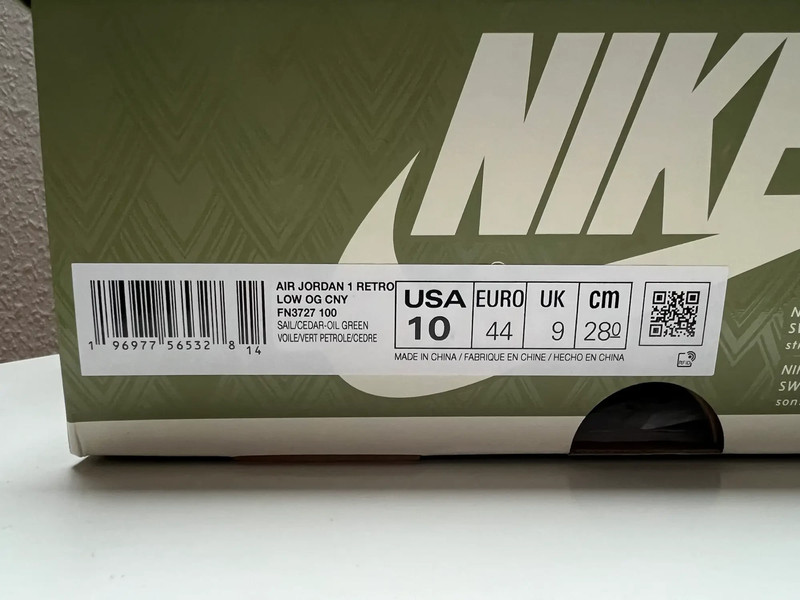 NIKE
AIR JORDAN 1 RETRO
LOW OG CNY
FN3727 100
SAIL/CEDAR-OIL GREEN
VOILE/VERT PETROLE/CEDRE
1 96977 56532 8 14
USA EURO UK cm
10 44 9 280
MADE IN CHINA / FABRIQUE EN CHINE / HECHO EN CHINA
RFID